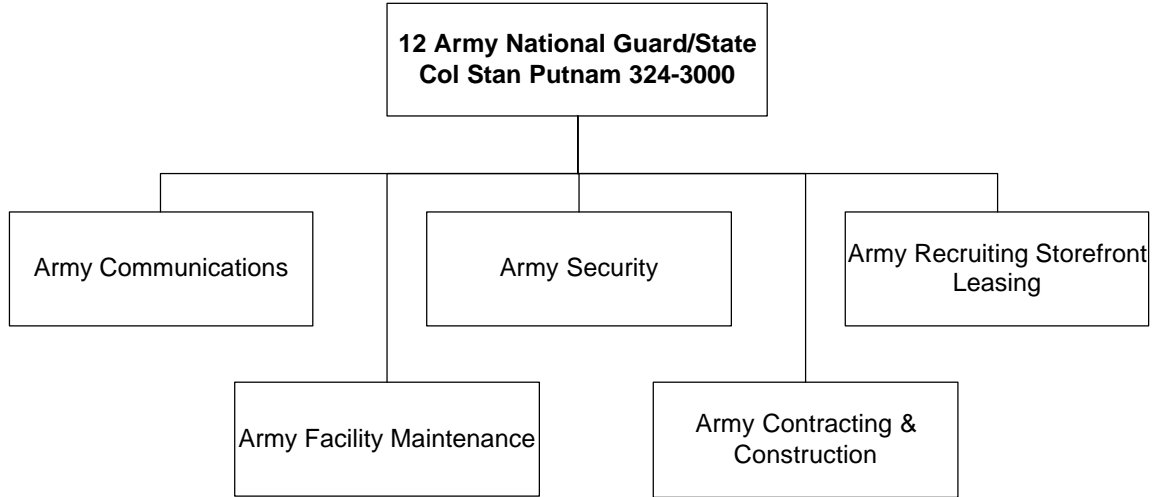 12 Army National Guard/State
Col Stan Putnam 324-3000
Army Communications
Army Security
Army Recruiting Storefront
Leasing
Army Facility Maintenance
Army Contracting &
Construction